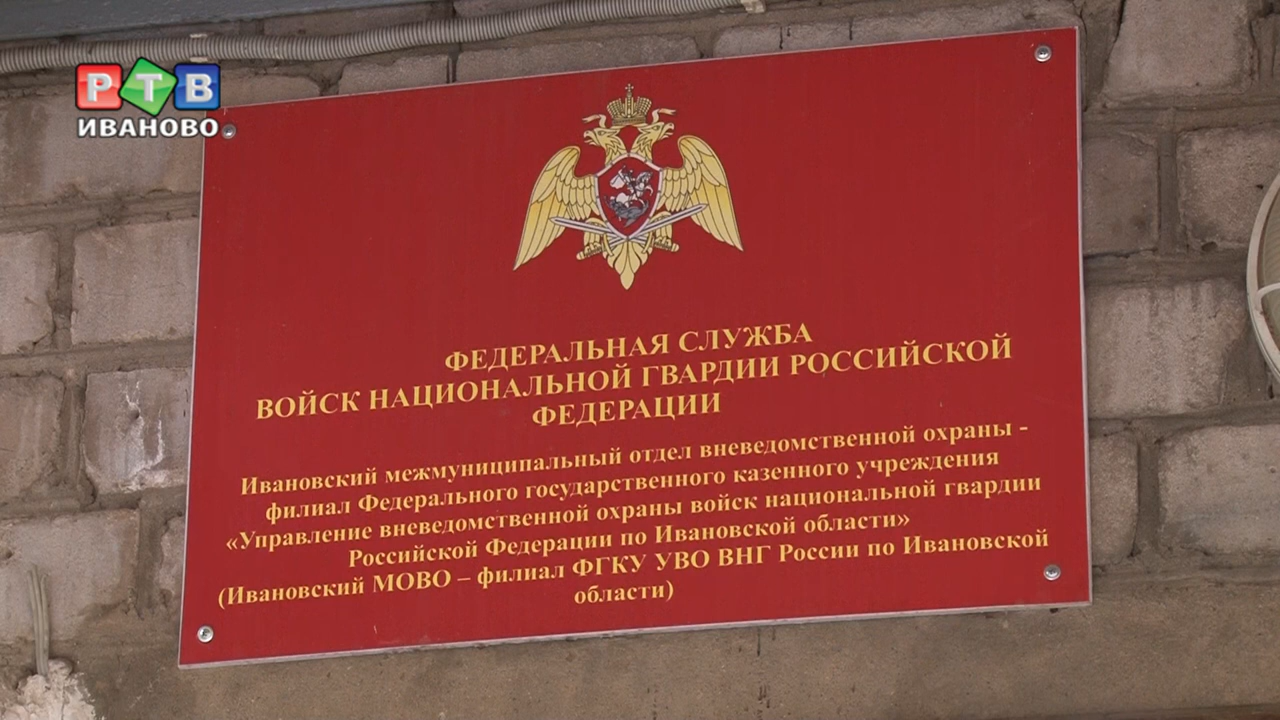 РТВ
ИВАНОВО
ФЕДЕРАЛЬНАЯ СЛУЖБА
ВОЙСК НАЦИОНАЛЬНОЙ ГВАРДИИ РОССИЙСКОЙ
ФЕДЕРАЦИИ
Ивановский межмуниципальный отдел вневедомственной охраны -
филиал Федерального государственного казенного учреждения
«Управление вневедомственной охраны войск национальной гвардии
Российской Федерации по Ивановской области»
(Ивановский МОВО – филиал ФГКУ УВО ВНГ России по Ивановской
области)